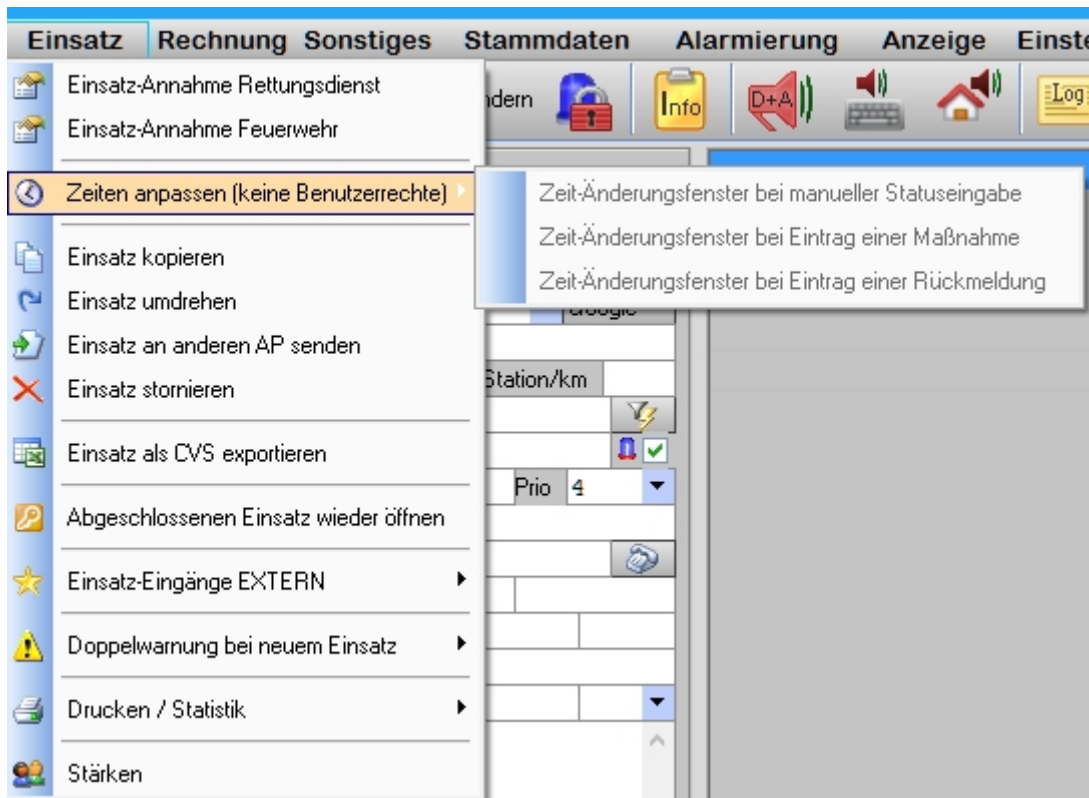 Einsatz Rechnung Sonstiges Stammdaten Alarmierung Anzeige Einste
Einsatz-Annahme Rettungsdienst
ndern Info D+A Log
Einsatz-Annahme Feuerwehr
Zeiten anpassen (keine Benutzerrechte)
Zeit-Änderungsfenster bei manueller Statuseingabe
Zeit-Änderungsfenster bei Eintrag einer Maßnahme
Zeit-Änderungsfenster bei Eintrag einer Rückmeldung
Einsatz kopieren
Einsatz umdrehen
Google
Einsatz an anderen AP senden
Station/km
Einsatz stornieren
Einsatz als CVS exportieren
Prio 4
Abgeschlossenen Einsatz wieder öffnen
Einsatz-Eingänge EXTERN
Doppelwarnung bei neuem Einsatz
Drucken / Statistik
Stärken